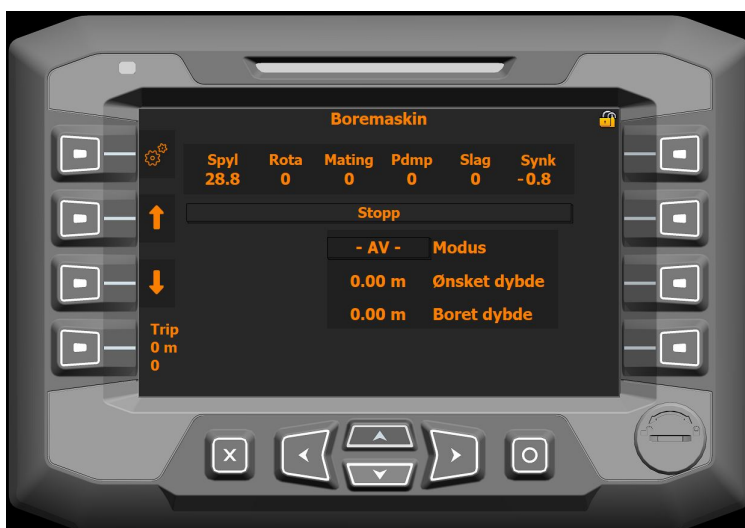 Boremaskin
Spyl Rota Mating Pdmp Slag Synk
28.8 0 0 0 0 -0.8
Stopp
- AV - Modus
0.00 m Ønsket dybde
0.00 m Boret dybde
Trip
0 m
0
X